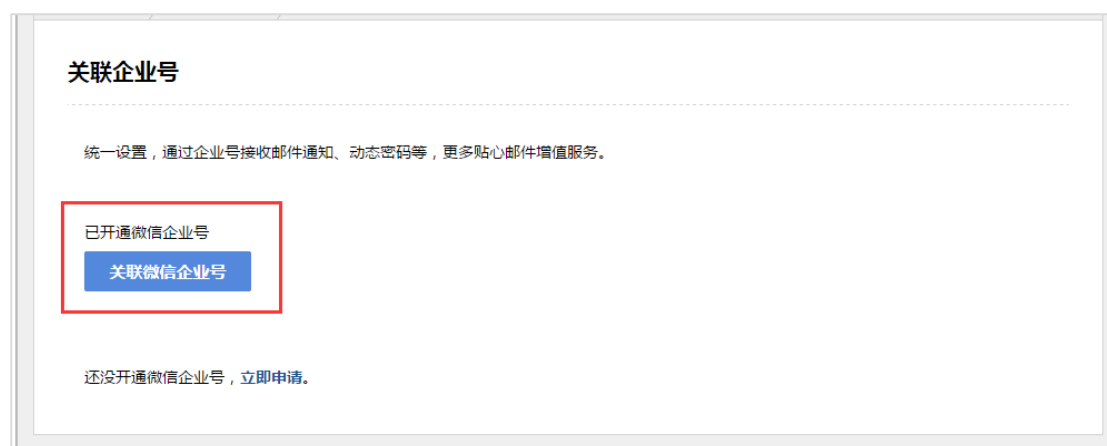 关联企业号
统一设置，通过企业号接收邮件通知、动态密码等，更多贴心邮件增值服务。
已开通微信企业号
关联微信企业号
还没开通微信企业号，立即申请。